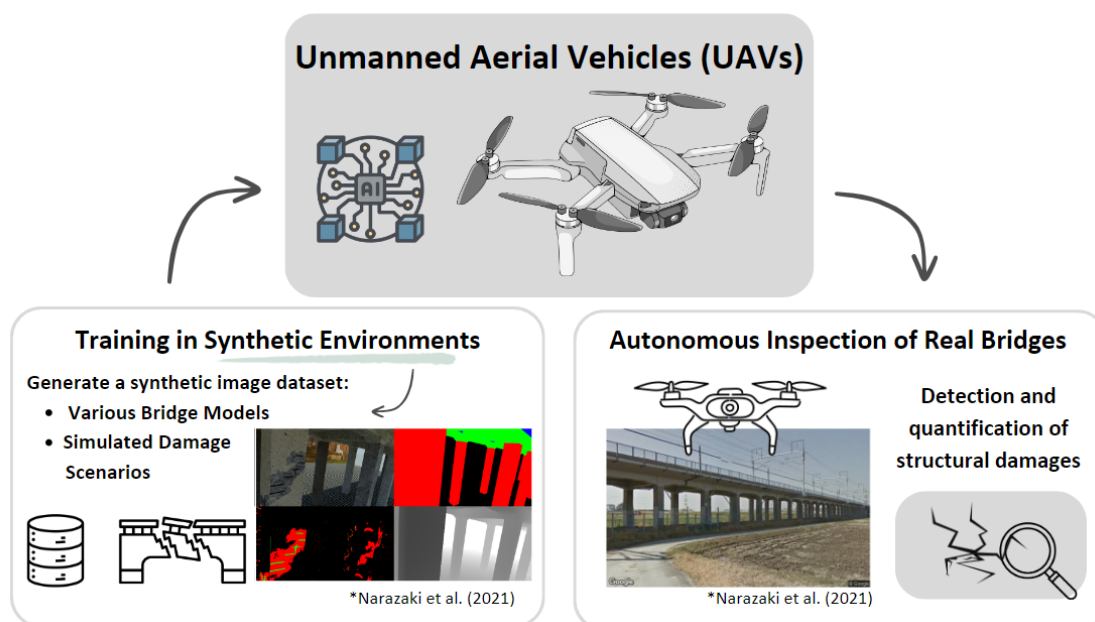 Unmanned Aerial Vehicles (UAVs)
AI
Training in Synthetic Environments
Generate a synthetic image dataset:
• Various Bridge Models
• Simulated Damage
Scenarios
*Narazaki et al. (2021)
Autonomous Inspection of Real Bridges
Detection and
quantification of
structural damages
Google
© Google
*Narazaki et al. (2021)